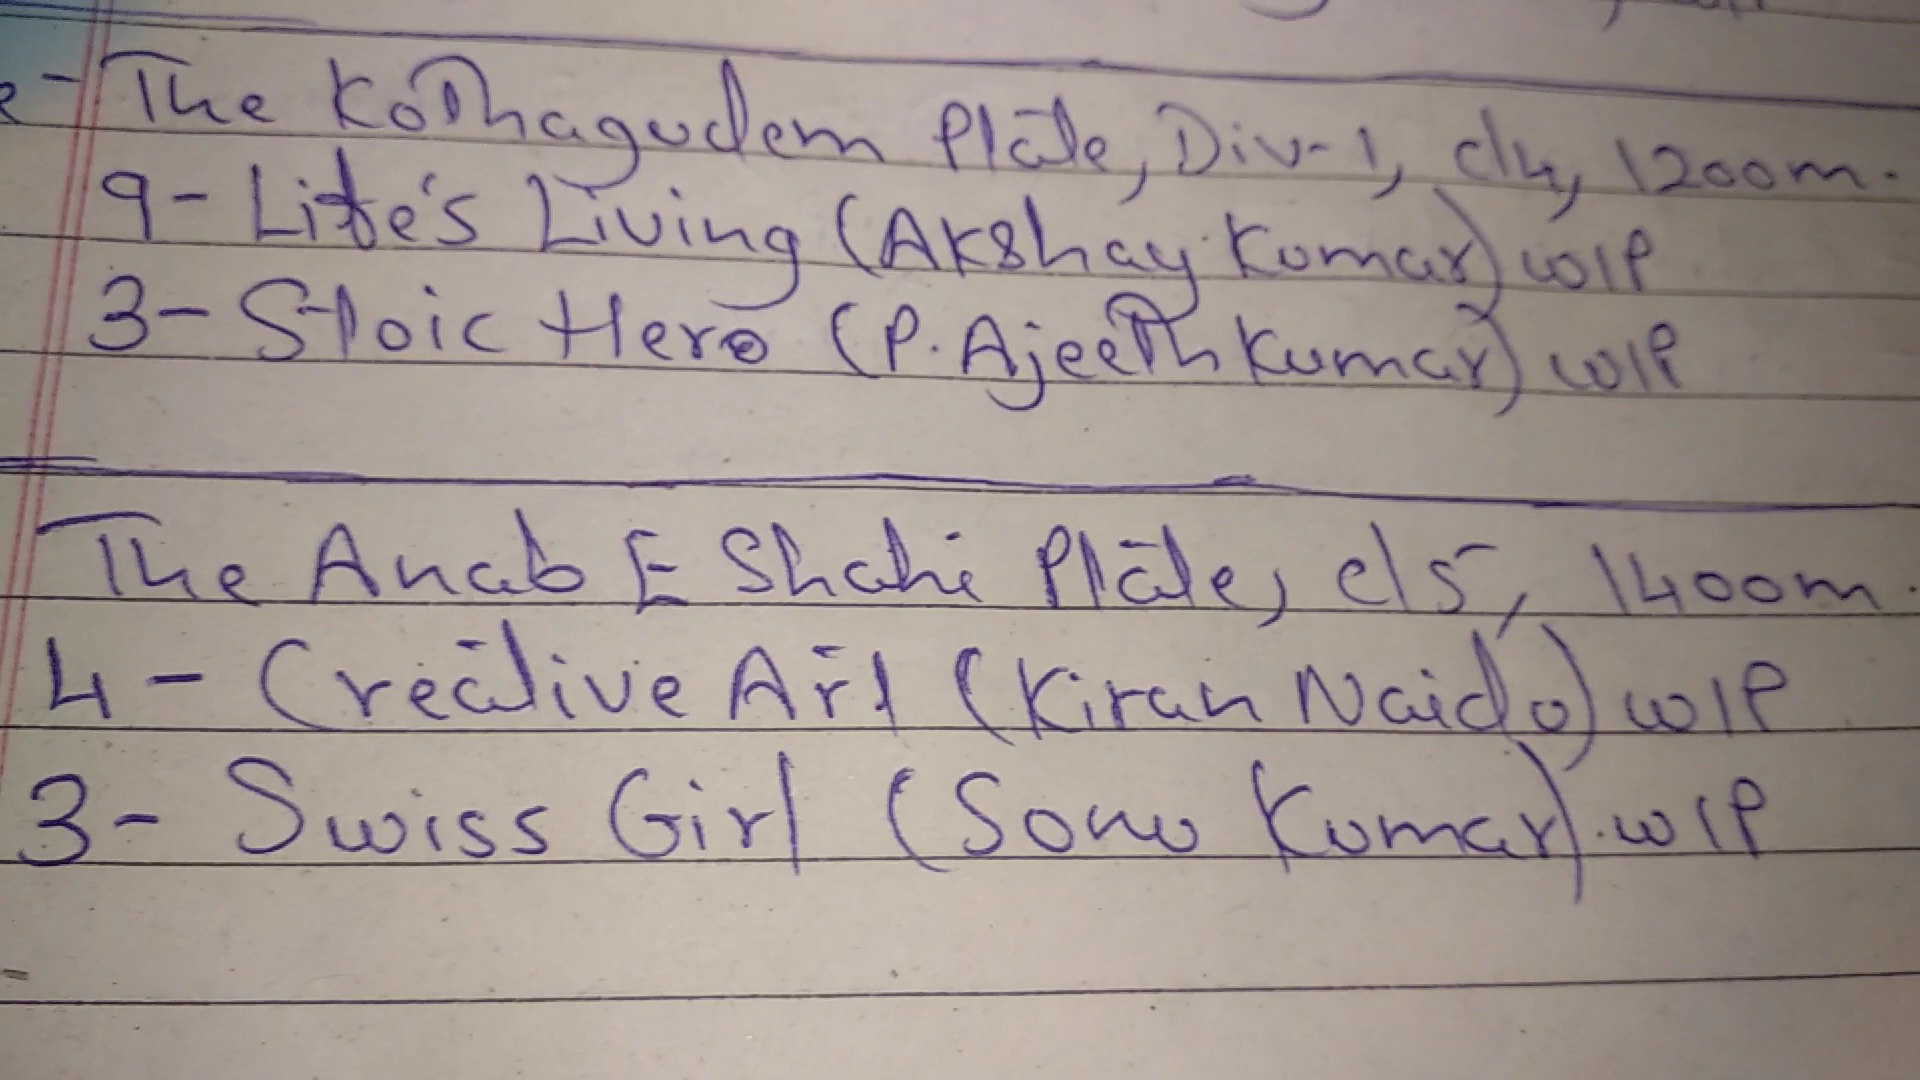 - The Kothagudem Plate, Div-1, cl4, 1200m.
9- Life's Living (Akshay Kumar) W/P
3- Stoic Hero (P. Ajeeth Kumar) W/P
The Anab E Shahi Plate, cl5, 1400m.
4- Creative Art (Kiran Naidu) W/P
3- Swiss Girl (Sonu Kumar). W/P